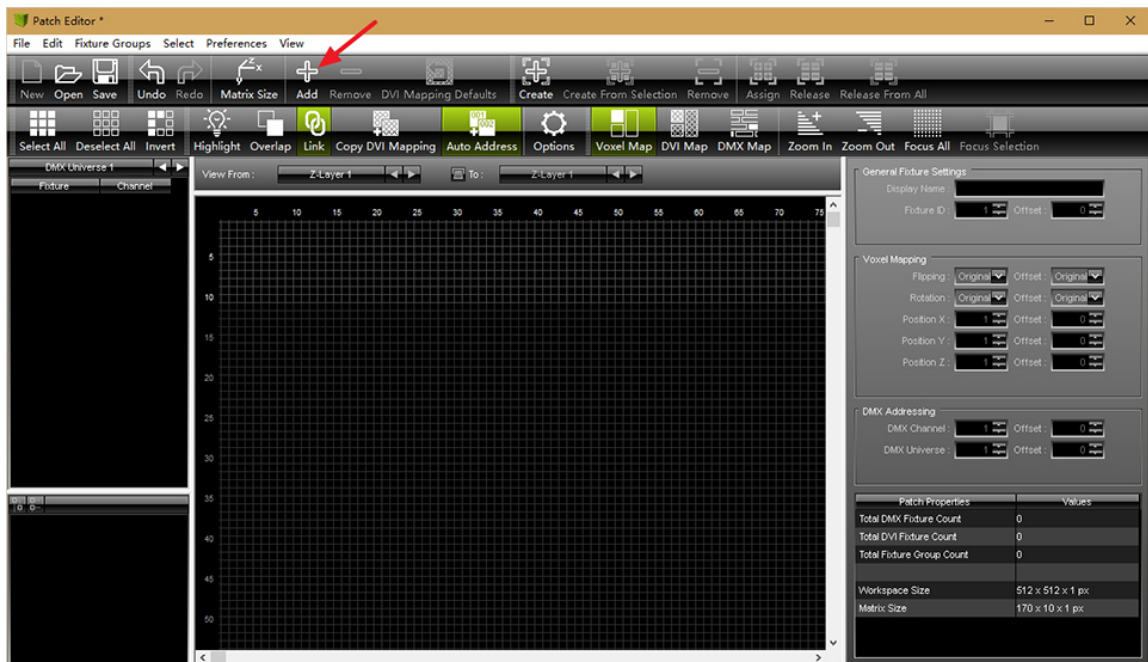 Patch Editor *
File Edit Fixture Groups Select Preferences View
New Open Save Undo Redo Matrix Size Add Remove DVI Mapping Defaults Create Create From Selection Remove Assign Release Release From All
Select All Deselect All Invert Highlight Overlap Link Copy DVI Mapping Auto Address Options Voxel Map DVI Map DMX Map Zoom In Zoom Out Focus All Focus Selection
DMX Universe 1
Fixture Channel
View From : Z-Layer 1 To : Z-Layer 1
5 10 15 20 25 30 35 40 45 50 55 60 65 70 75
5
10
15
20
25
30
35
40
45
50
General Fixture Settings
Display Name :
Fixture ID : 1 Offset : 0
Voxel Mapping
Flipping : Original Offset : Original
Rotation : Original Offset : Original
Position X : 1 Offset : 0
Position Y : 1 Offset : 0
Position Z : 1 Offset : 0
DMX Addressing
DMX Channel : 1 Offset : 0
DMX Universe : 1 Offset : 0
Patch Properties Values
Total DMX Fixture Count 0
Total DVI Fixture Count 0
Total Fixture Group Count 0
Workspace Size 512 x 512 x 1 px
Matrix Size 170 x 10 x 1 px